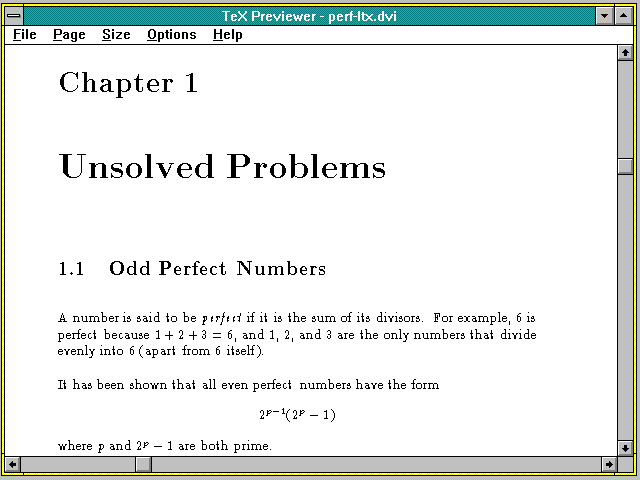 TeX Previewer - perf-ltx.dvi
File Page Size Options Help
Chapter 1
Unsolved Problems
1.1 Odd Perfect Numbers
A number is said to be perfect if it is the sum of its divisors. For example, 6 is
perfect because 1 + 2 + 3 = 6, and 1, 2, and 3 are the only numbers that divide
evenly into 6 (apart from 6 itself).
It has been shown that all even perfect numbers have the form
2ᵖ⁻¹(2ᵖ − 1)
where p and 2ᵖ − 1 are both prime.